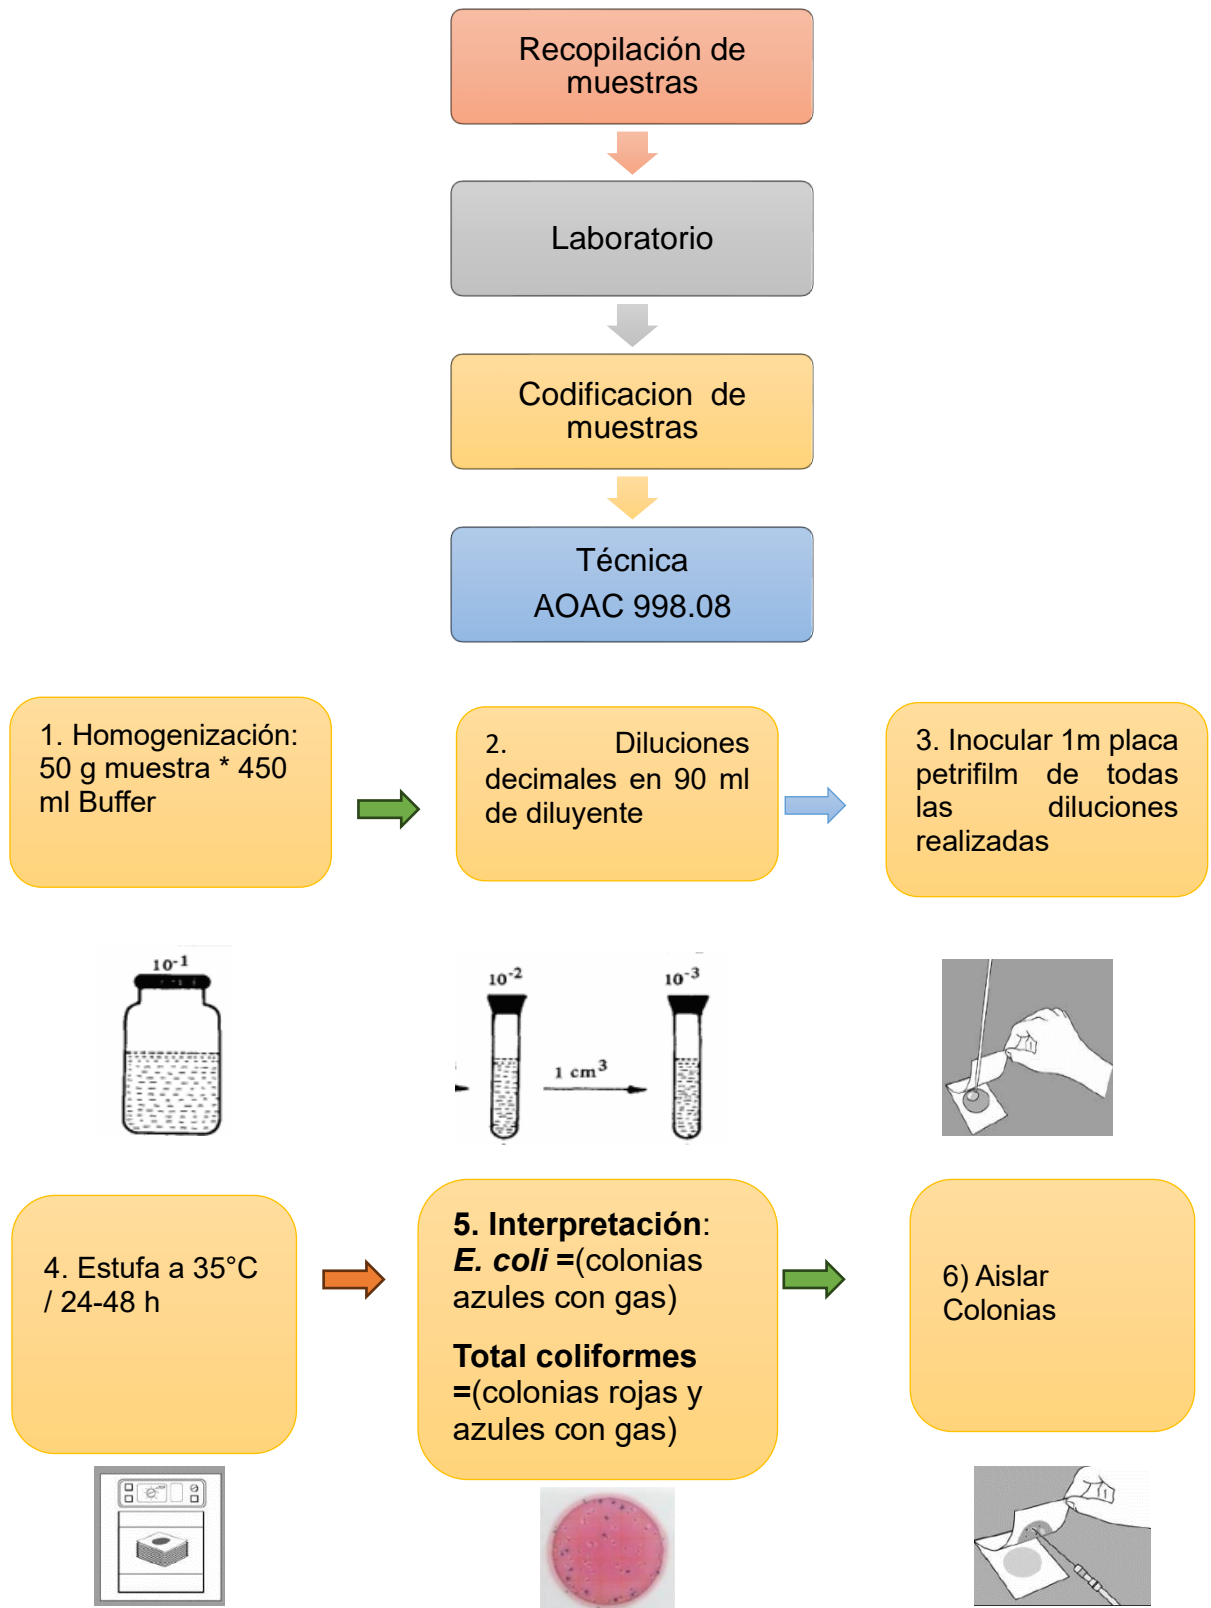 Recopilación de
muestras
Laboratorio
Codificacion de
muestras
Técnica
AOAC 998.08
1. Homogenización:
50 g muestra * 450
ml Buffer
2. Diluciones
decimales en 90 ml
de diluyente
3. Inocular 1m placa
petrifilm de todas
las diluciones
realizadas
10⁻¹
10⁻²
1 cm³
10⁻³
4. Estufa a 35°C
/ 24-48 h
5. Interpretación:
E. coli =(colonias
azules con gas)
Total coliformes
=(colonias rojas y
azules con gas)
6) Aislar
Colonias